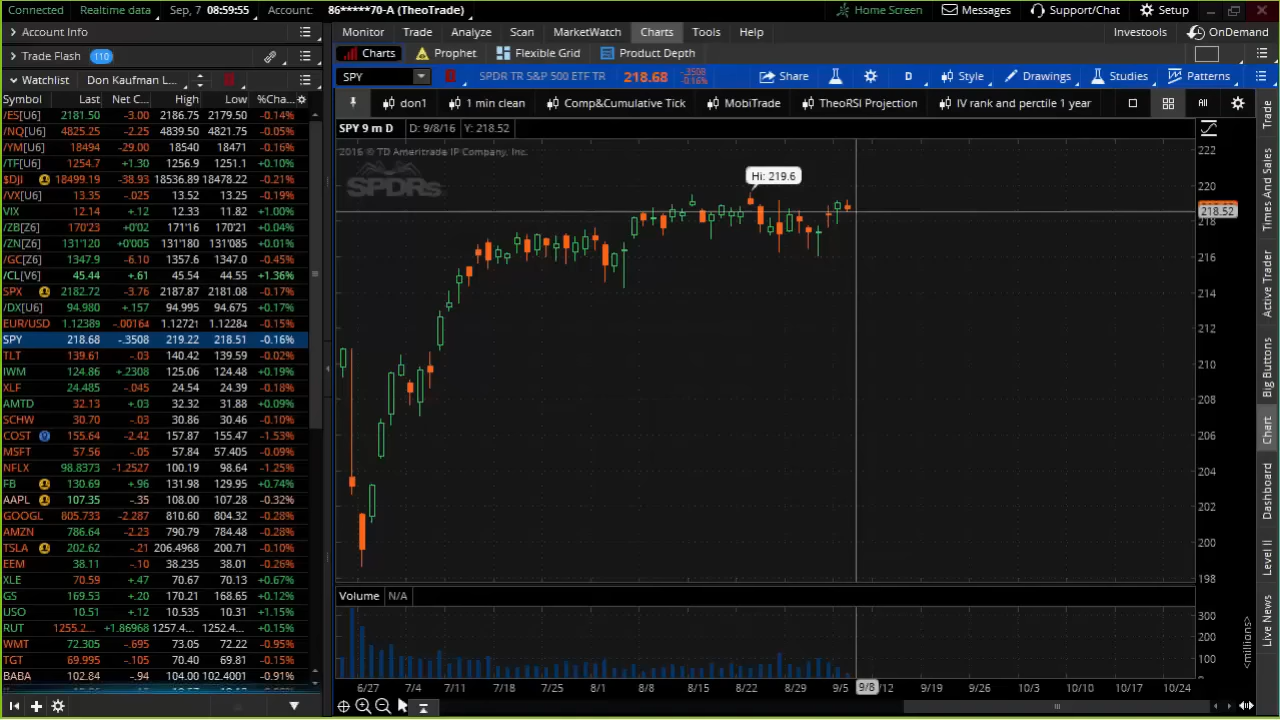 Connected Realtime data Sep, 7 08:59:55 Account: 86*****70-A (TheoTrade) Home Screen Messages Support/Chat Setup
Account Info
Trade Flash 110
Watchlist Don Kaufman L...
Monitor Trade Analyze Scan MarketWatch Charts Tools Help Investools OnDemand
Charts Prophet Flexible Grid Product Depth
SPY SPDR TR S&P 500 ETF TR 218.68 -.3508 -0.16% Share D Style Drawings Studies Patterns
don1 1 min clean Comp&Cumulative Tick MobiTrade TheoRSI Projection IV rank and perctile 1 year All
SPY 9 m D D: 9/8/16 Y: 218.52
2016 © TD Ameritrade IP Company, Inc.
SPDRs
Hi: 219.6
Symbol Last Net C... High Low %Cha...
/ES[U6] 2181.50 -3.00 2186.75 2179.50 -0.14%
/NQ[U6] 4825.25 -2.25 4839.50 4821.75 -0.05%
/YM[U6] 18494 -29.00 18540 18471 -0.16%
/TF[U6] 1254.7 +1.30 1256.9 1251.1 +0.10%
$DJI 18499.19 -38.93 18536.89 18478.22 -0.21%
/VX[U6] 13.35 -.025 13.52 13.25 -0.19%
VIX 12.14 +.12 12.33 11.82 +1.00%
/ZB[Z6] 170'23 +0'02 171'16 170'21 +0.04%
/ZN[Z6] 131'120 +0'005 131'180 131'085 +0.01%
/GC[Z6] 1347.9 -6.10 1357.6 1347.0 -0.45%
/CL[V6] 45.44 +.61 45.54 44.55 +1.36%
SPX 2182.72 -3.76 2187.87 2181.08 -0.17%
/DX[U6] 94.980 +.157 94.995 94.675 +0.17%
EUR/USD 1.12389 -.00164 1.12721 1.12284 -0.15%
SPY 218.68 -.3508 219.22 218.51 -0.16%
TLT 139.61 -.03 140.42 139.59 -0.02%
IWM 124.86 +.2308 125.06 124.48 +0.19%
XLF 24.485 -.045 24.54 24.39 -0.18%
AMTD 32.13 +.03 32.32 31.88 +0.09%
SCHW 30.70 -.03 30.86 30.46 -0.10%
COST 155.64 -2.42 157.87 155.47 -1.53%
MSFT 57.56 -.05 57.84 57.405 -0.09%
NFLX 98.8373 -1.2527 100.19 98.64 -1.25%
FB 130.69 +.96 131.98 129.95 +0.74%
AAPL 107.35 -.35 108.00 107.28 -0.32%
GOOGL 805.733 -2.287 810.60 804.32 -0.28%
AMZN 786.64 -2.23 790.79 784.48 -0.28%
TSLA 202.62 -.21 206.4968 200.71 -0.10%
EEM 38.11 -.10 38.235 38.01 -0.26%
XLE 70.59 +.47 70.67 70.13 +0.67%
GS 169.53 +.20 170.21 168.65 +0.12%
USO 10.51 +.12 10.535 10.31 +1.15%
RUT 1255.2... +1.86968 1257.4... 1252.4... +0.15%
WMT 72.305 -.695 73.05 72.22 -0.95%
TGT 69.995 -.105 70.40 69.81 -0.15%
BABA 102.84 -.94 104.00 102.4001 -0.91%
222
220
218.52
218
216
214
212
210
208
206
204
202
200
198
Volume N/A
300
200
100
<millions>
6/27 7/4 7/11 7/18 7/25 8/1 8/8 8/15 8/22 8/29 9/5 9/8 /12 9/19 9/26 10/3 10/10 10/17 10/24
Trade
Times And Sales
Active Trader
Big Buttons
Chart
Dashboard
Level II
Live News